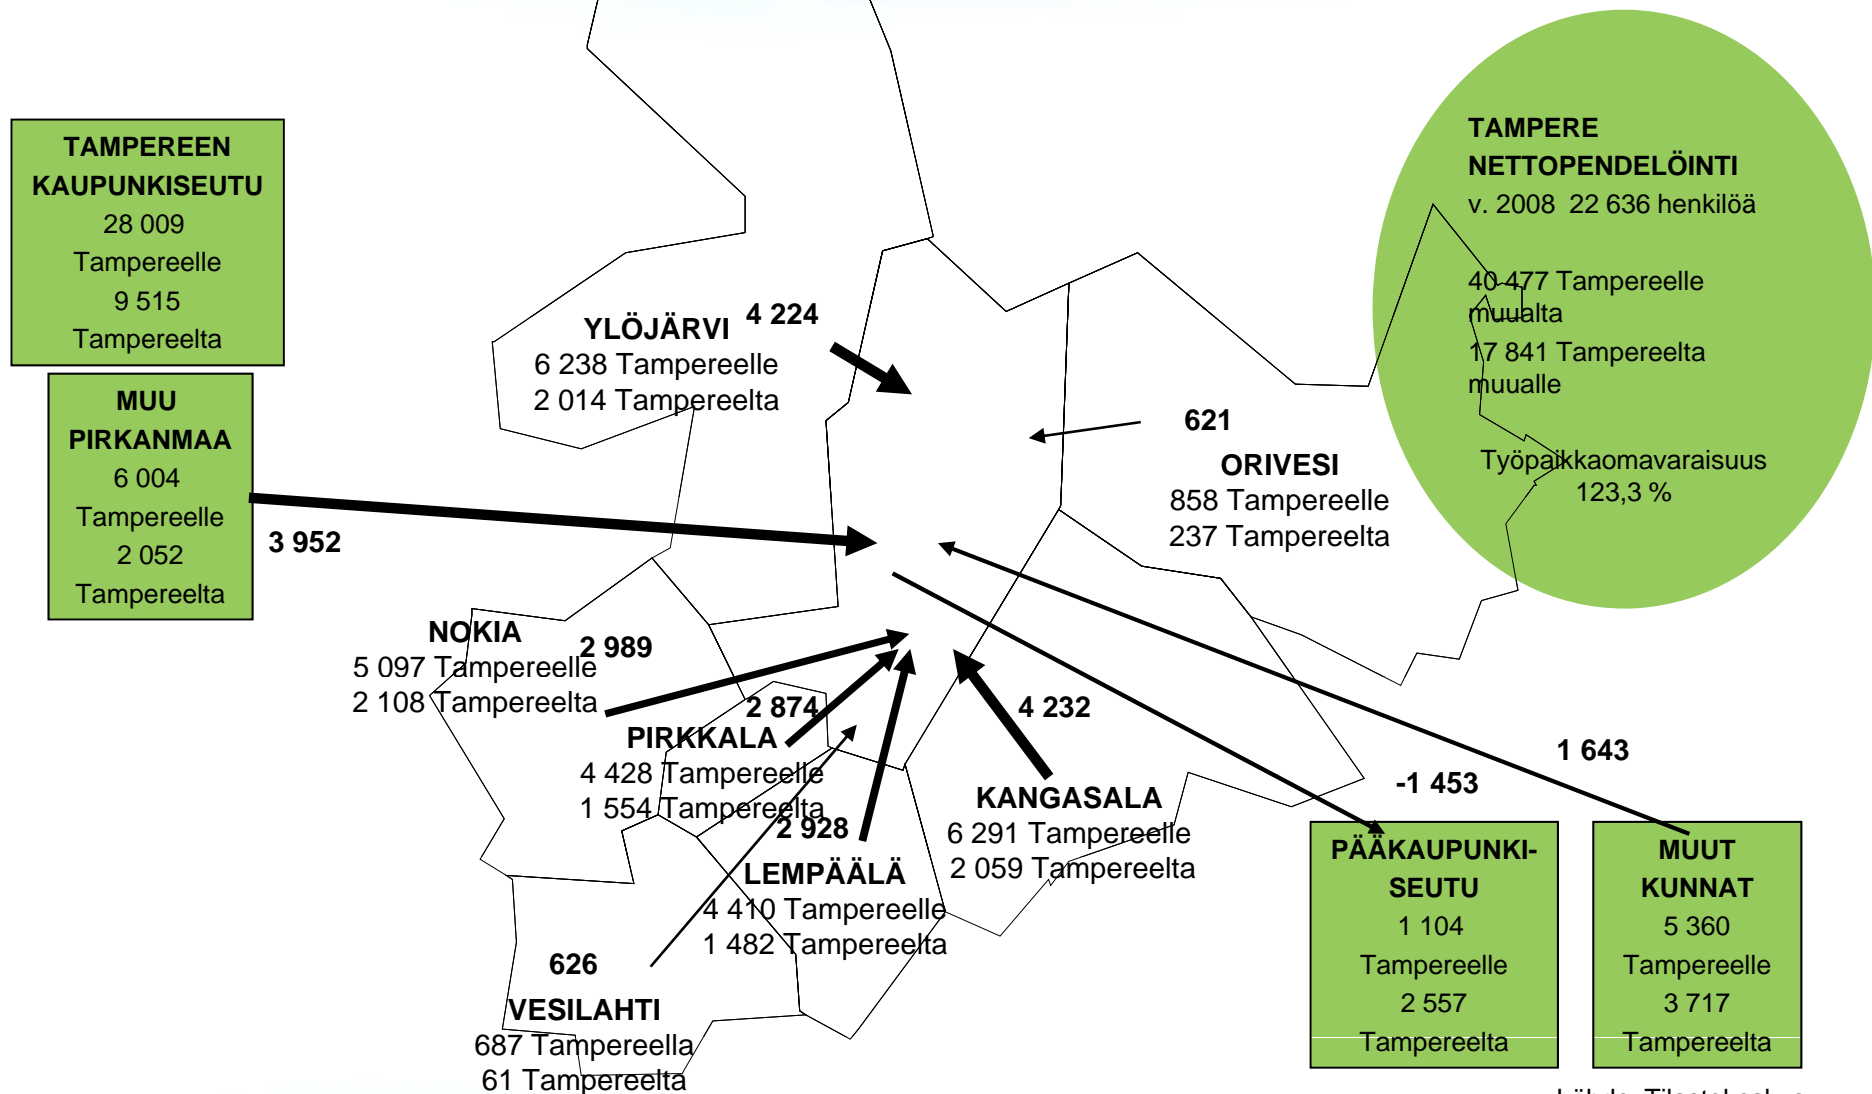 TAMPEREEN
KAUPUNKISEUTU
28 009
Tampereelle
9 515
Tampereelta
MUU
PIRKANMAA
6 004
Tampereelle
2 052
Tampereelta
3 952
YLÖJÄRVI
4 224
6 238 Tampereelle
2 014 Tampereelta
TAMPERE
NETTOPENDELÖINTI
v. 2008 22 636 henkilöä
40 477 Tampereelle
muualta
17 841 Tampereelta
muualle
Työpaikkaomavaraisuus
123,3 %
621
ORIVESI
858 Tampereelle
237 Tampereelta
NOKIA
2 989
5 097 Tampereelle
2 108 Tampereelta
2 874
PIRKKALA
4 428 Tampereelle
1 554 Tampereelta
2 928
LEMPÄÄLÄ
4 410 Tampereelle
1 482 Tampereelta
4 232
KANGASALA
6 291 Tampereelle
2 059 Tampereelta
626
VESILAHTI
687 Tampereella
61 Tampereelta
-1 453
PÄÄKAUPUNKI-
SEUTU
1 104
Tampereelle
2 557
Tampereelta
1 643
MUUT
KUNNAT
5 360
Tampereelle
3 717
Tampereelta